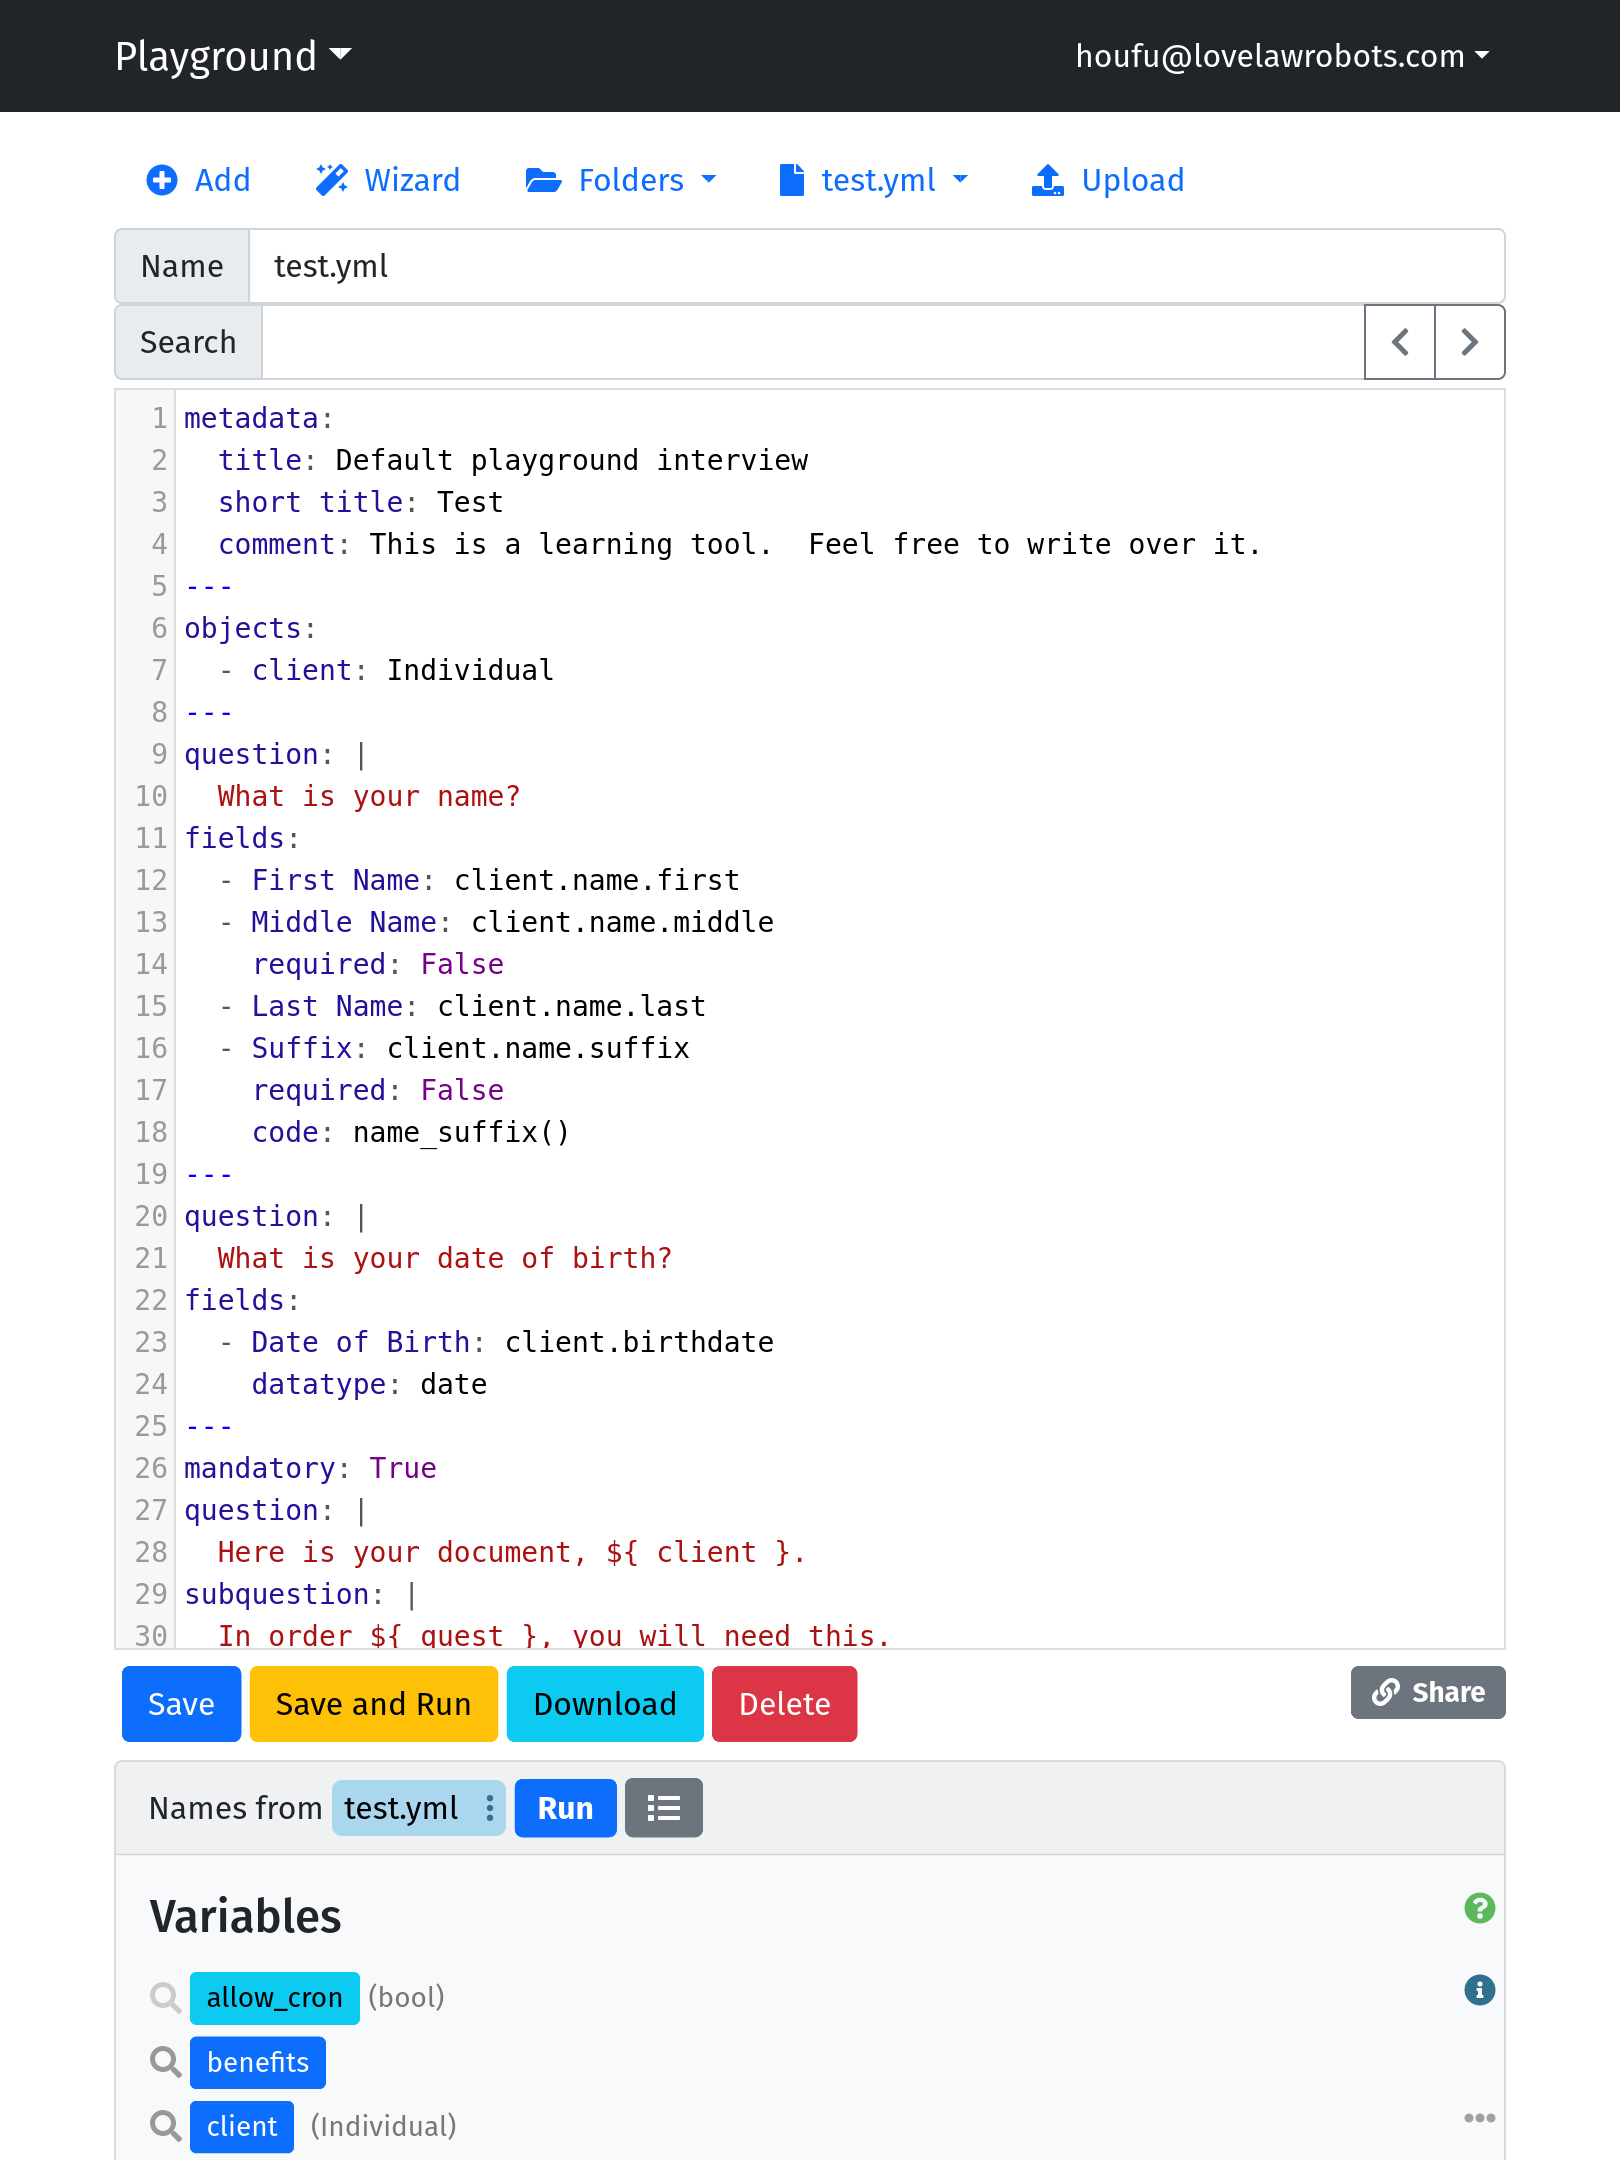 Playground houfu@lovelawrobots.com
Add Wizard Folders test.yml Upload
Name test.yml
Search
1 metadata:
2   title: Default playground interview
3   short title: Test
4   comment: This is a learning tool.  Feel free to write over it.
5 ---
6 objects:
7   - client: Individual
8 ---
9 question: |
10   What is your name?
11 fields:
12   - First Name: client.name.first
13   - Middle Name: client.name.middle
14     required: False
15   - Last Name: client.name.last
16   - Suffix: client.name.suffix
17     required: False
18     code: name_suffix()
19 ---
20 question: |
21   What is your date of birth?
22 fields:
23   - Date of Birth: client.birthdate
24     datatype: date
25 ---
26 mandatory: True
27 question: |
28   Here is your document, ${ client }.
29 subquestion: |
30   In order ${ quest }, you will need this.
Save Save and Run Download Delete Share
Names from test.yml Run
Variables
allow_cron (bool)
benefits
client (Individual)